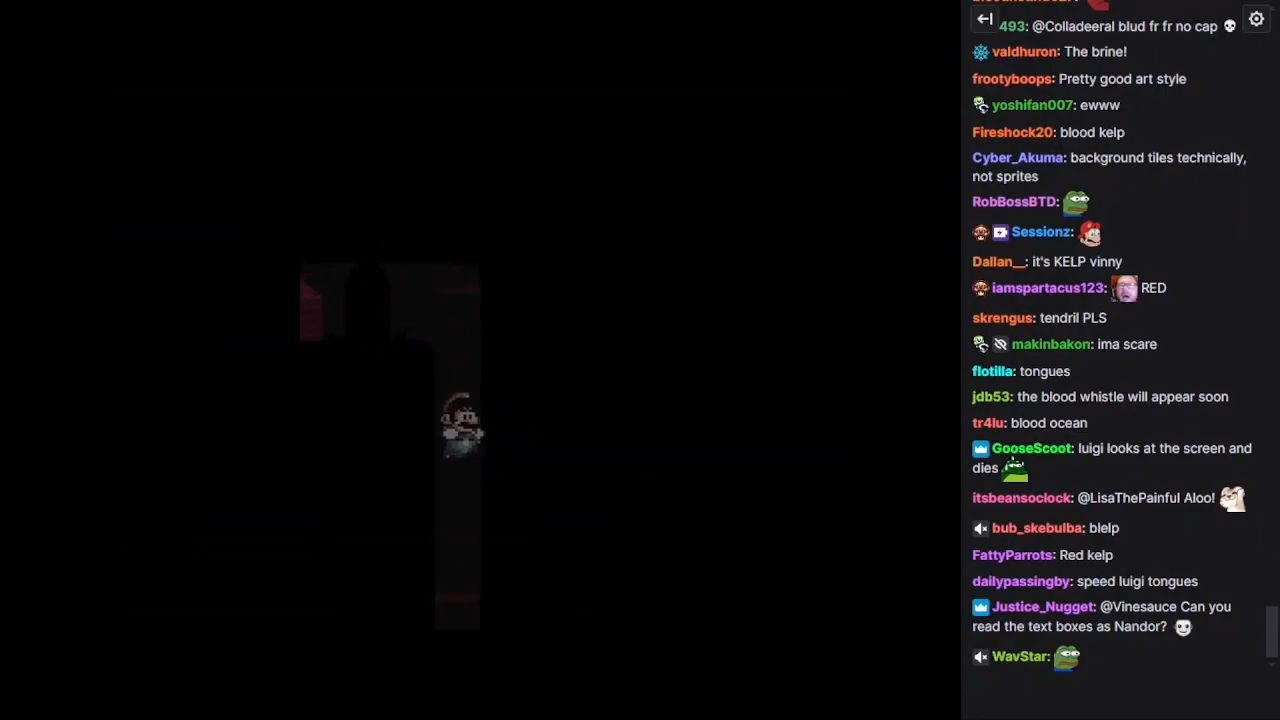 493: @Colladeeral blud fr fr no cap
valdhuron: The brine!
frootyboops: Pretty good art style
yoshifan007: ewww
Fireshock20: blood kelp
Cyber_Akuma: background tiles technically,
not sprites
RobBossBTD:
Sessionz:
Dallan__: it's KELP vinny
iamspartacus123: RED
skrengus: tendril PLS
makinbakon: ima scare
flotilla: tongues
jdb53: the blood whistle will appear soon
tr4lu: blood ocean
GooseScoot: luigi looks at the screen and
dies
itsbeansoclock: @LisaThePainful Aloo!
bub_skebulba: blelp
FattyParrots: Red kelp
dailypassingby: speed luigi tongues
Justice_Nugget: @Vinesauce Can you
read the text boxes as Nandor?
WavStar: